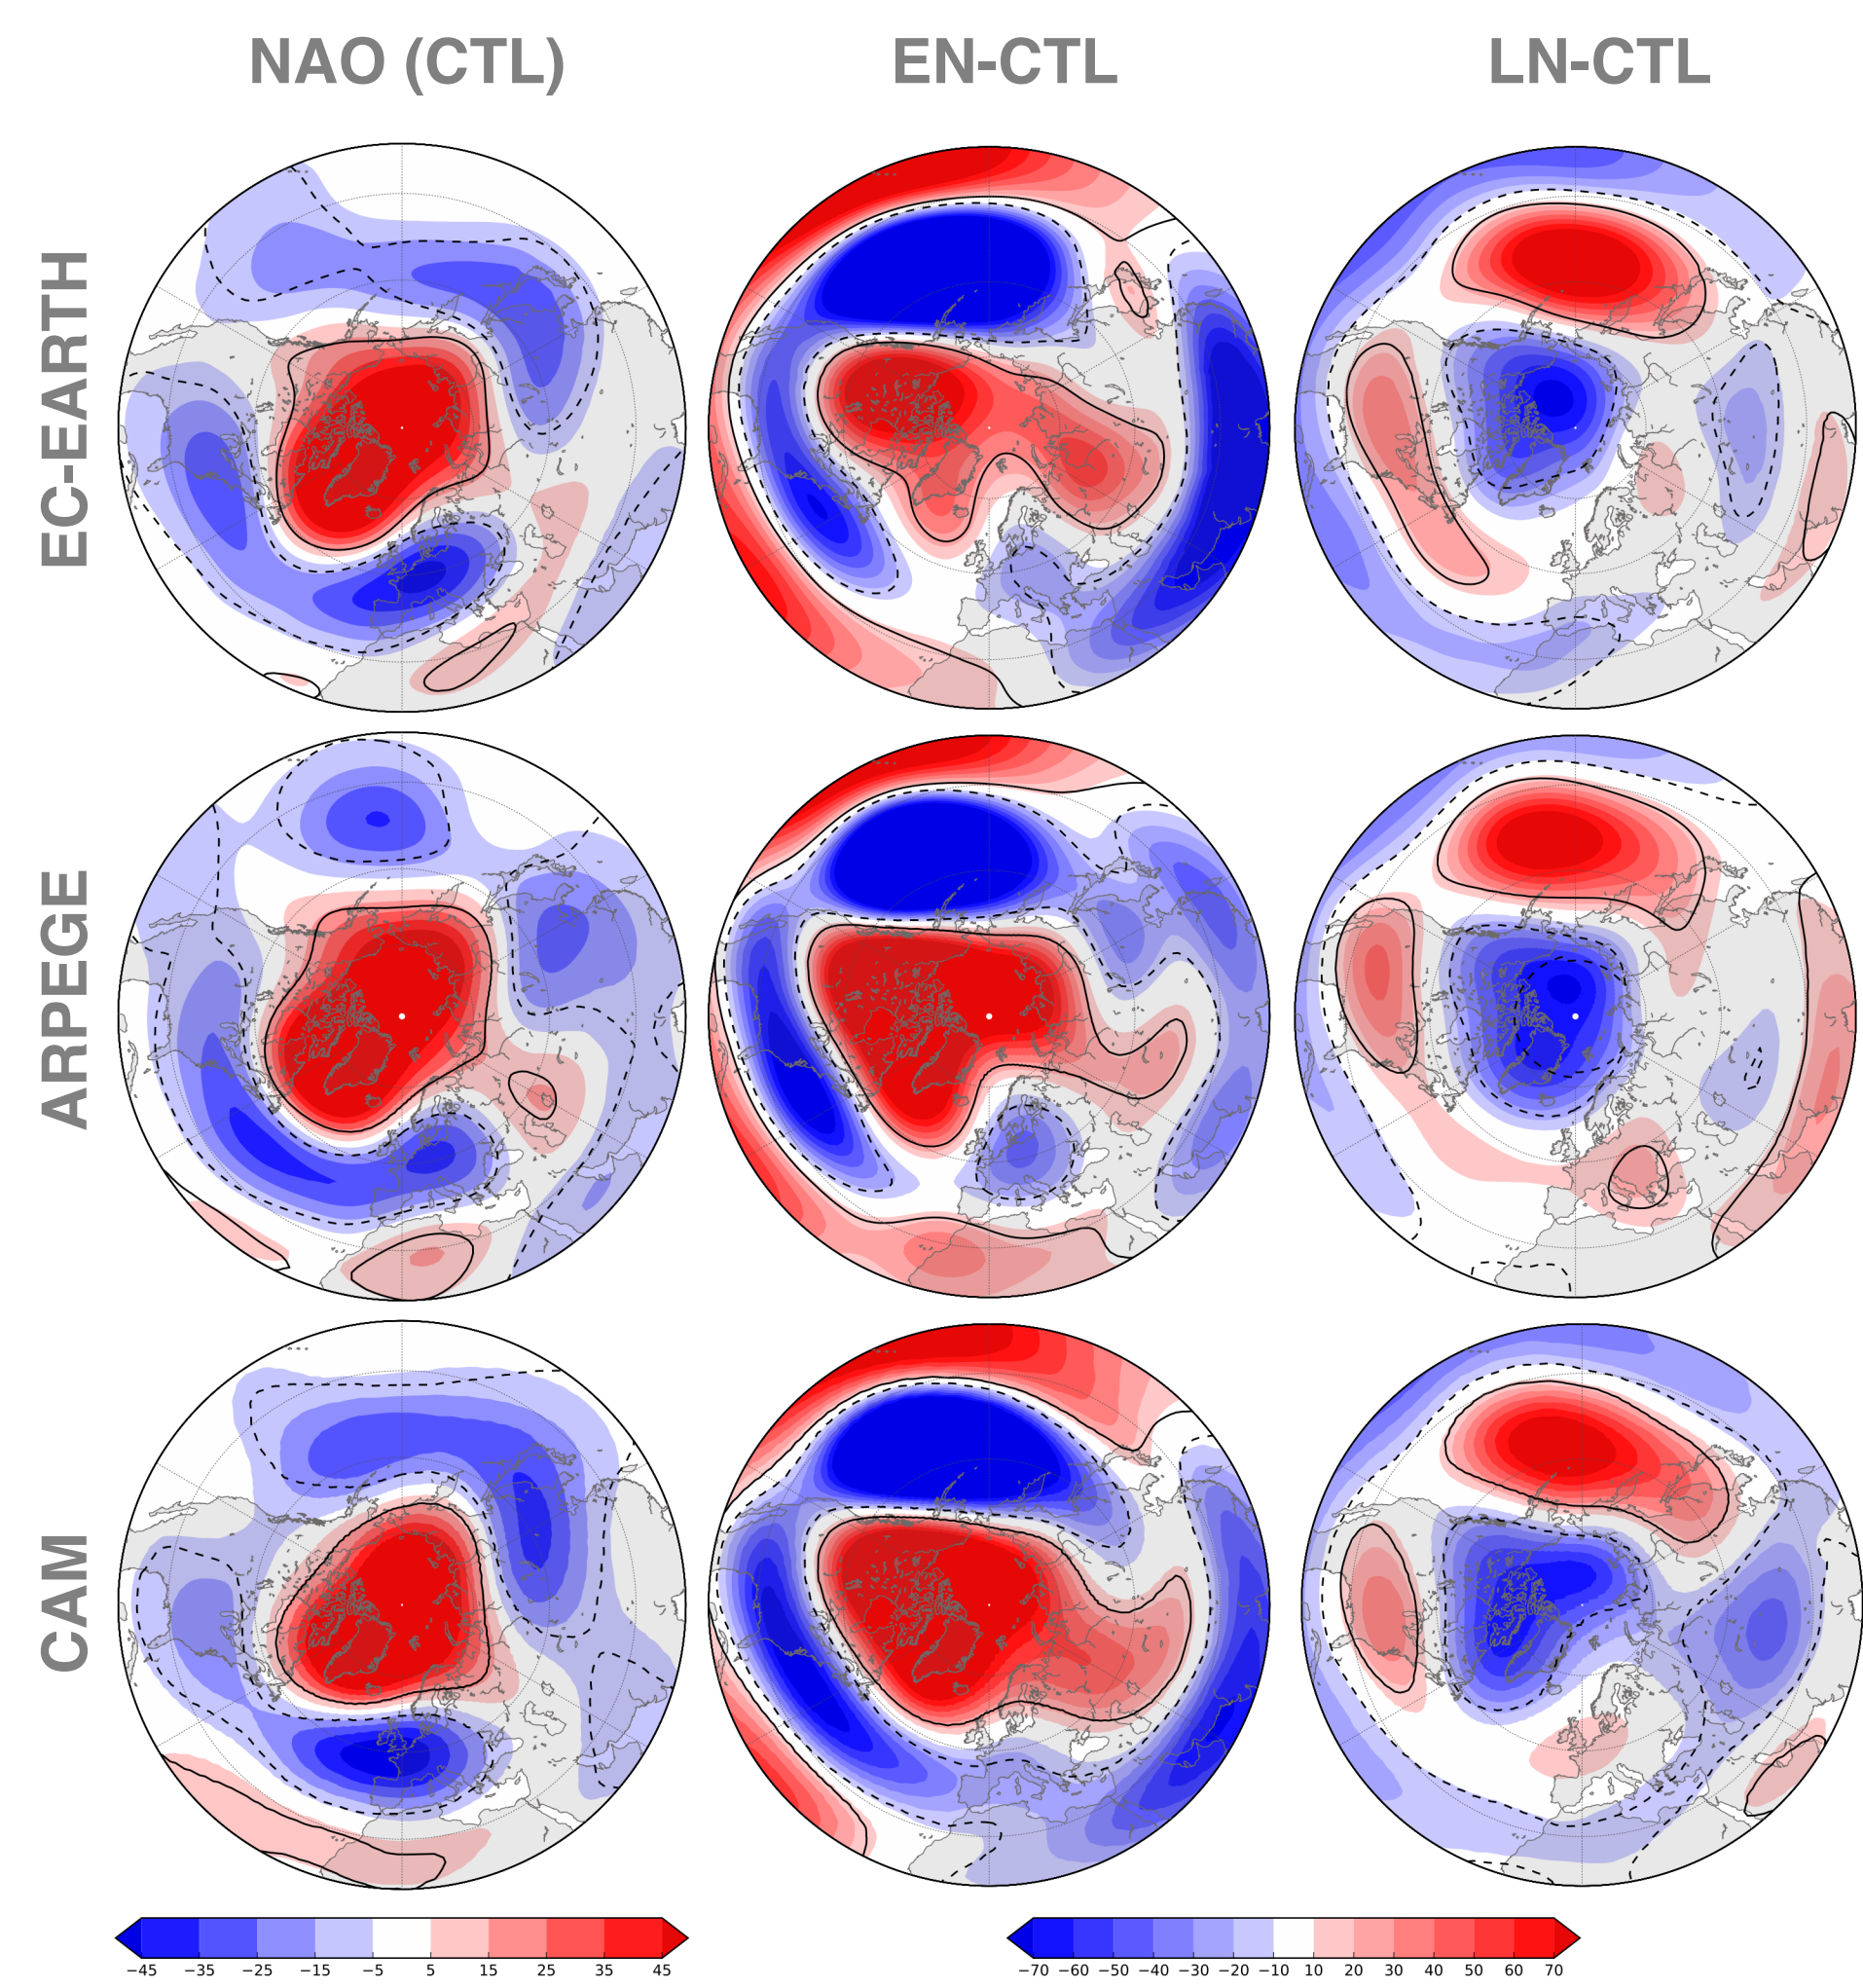 NAO (CTL) EN-CTL LN-CTL
EC-EARTH
ARPEGE
CAM
−45 −35 −25 −15 −5 5 15 25 35 45
−70 −60 −50 −40 −30 −20 −10 10 20 30 40 50 60 70